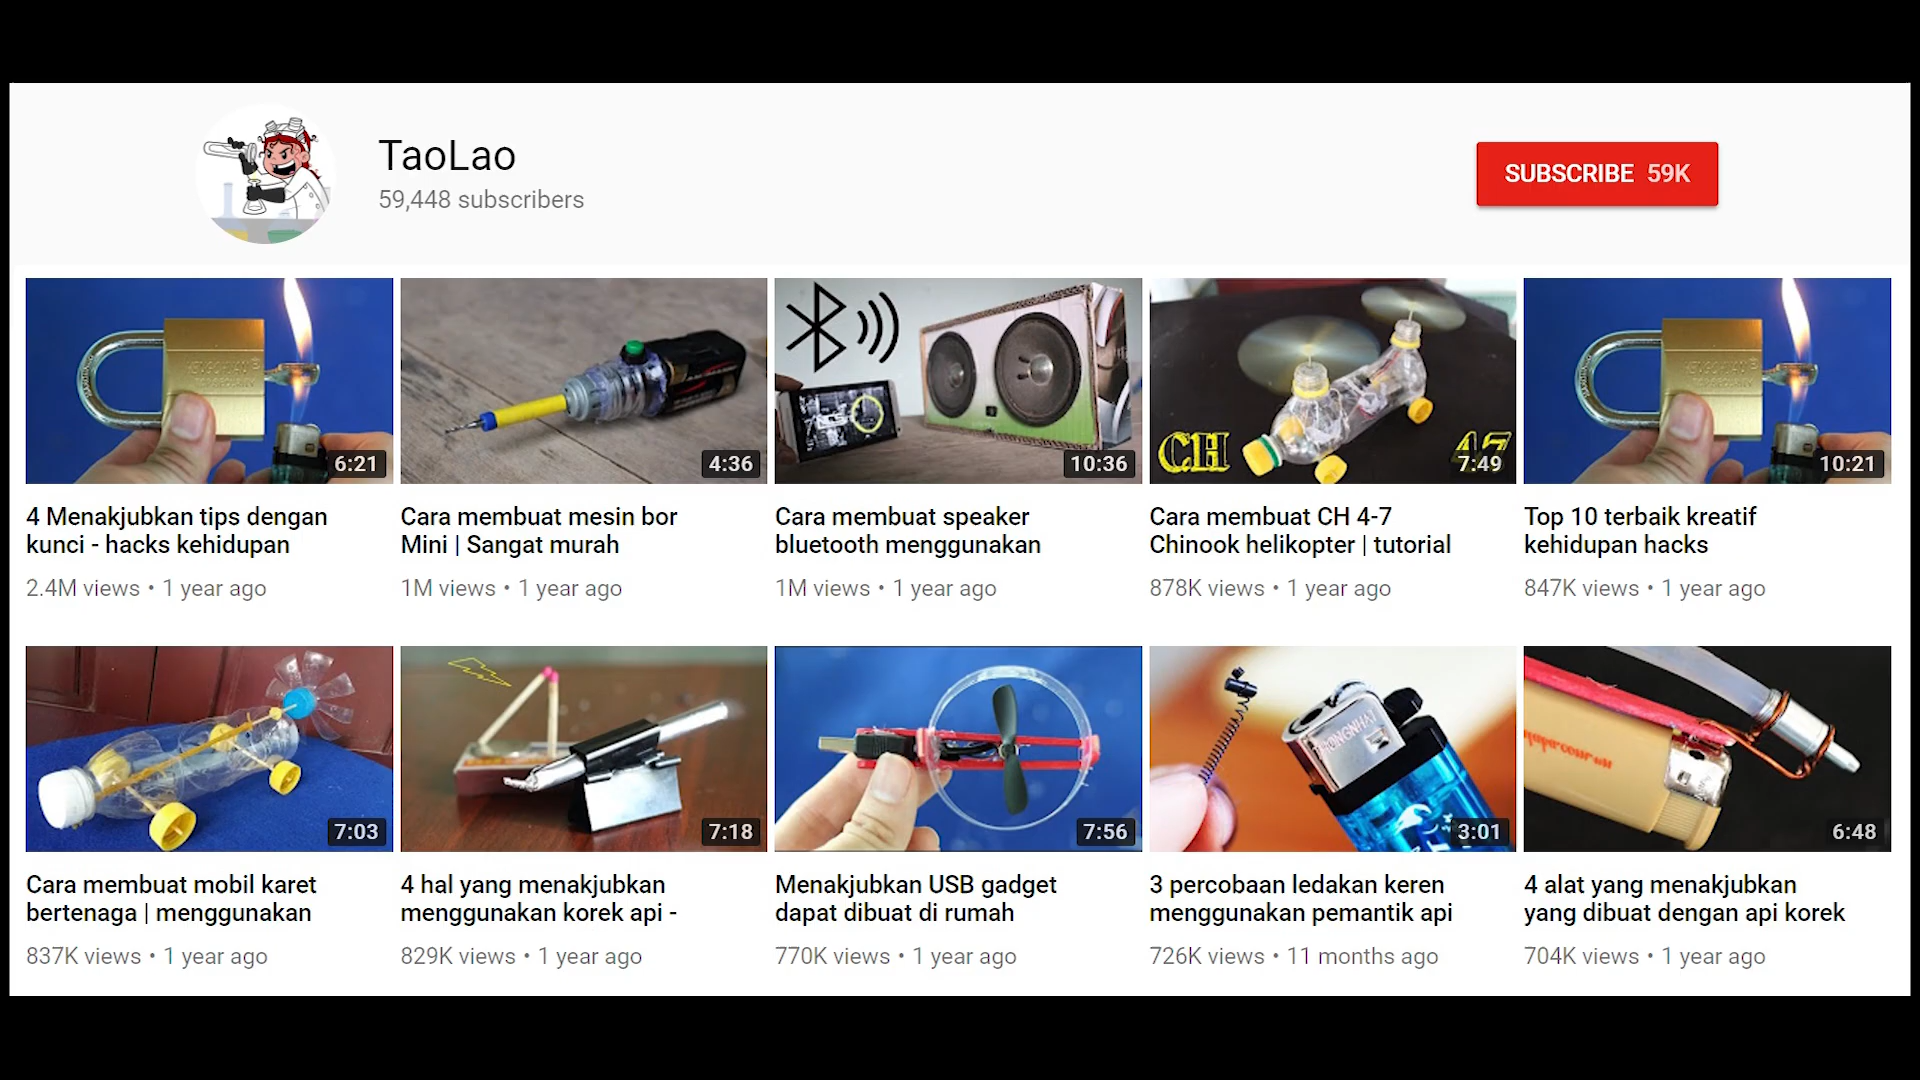 TaoLao
59,448 subscribers
SUBSCRIBE 59K
6:21
4:36
10:36
CH 47
7:49
10:21
4 Menakjubkan tips dengan
kunci - hacks kehidupan
2.4M views • 1 year ago
Cara membuat mesin bor
Mini | Sangat murah
1M views • 1 year ago
Cara membuat speaker
bluetooth menggunakan
1M views • 1 year ago
Cara membuat CH 4-7
Chinook helikopter | tutorial
878K views • 1 year ago
Top 10 terbaik kreatif
kehidupan hacks
847K views • 1 year ago
7:03
7:18
7:56
3:01
6:48
Cara membuat mobil karet
bertenaga | menggunakan
837K views • 1 year ago
4 hal yang menakjubkan
menggunakan korek api -
829K views • 1 year ago
Menakjubkan USB gadget
dapat dibuat di rumah
770K views • 1 year ago
3 percobaan ledakan keren
menggunakan pemantik api
726K views • 11 months ago
4 alat yang menakjubkan
yang dibuat dengan api korek
704K views • 1 year ago